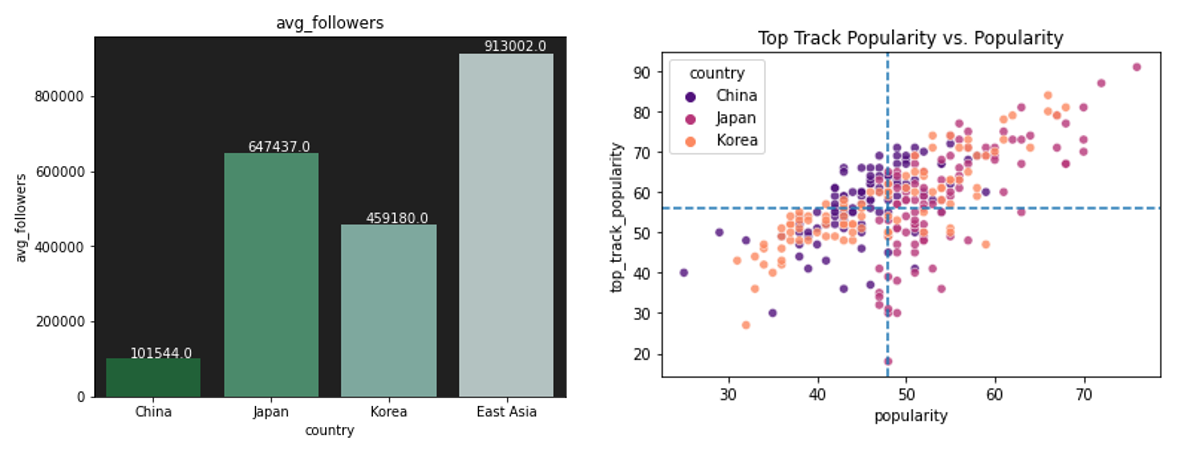 avg_followers
913002.0
800000
647437.0
600000
459180.0
400000
200000
101544.0
0
China
Japan
Korea
East Asia
country
avg_followers
Top Track Popularity vs. Popularity
country
China
Japan
Korea
90
80
70
60
50
40
30
20
30
40
50
60
70
popularity
top_track_popularity